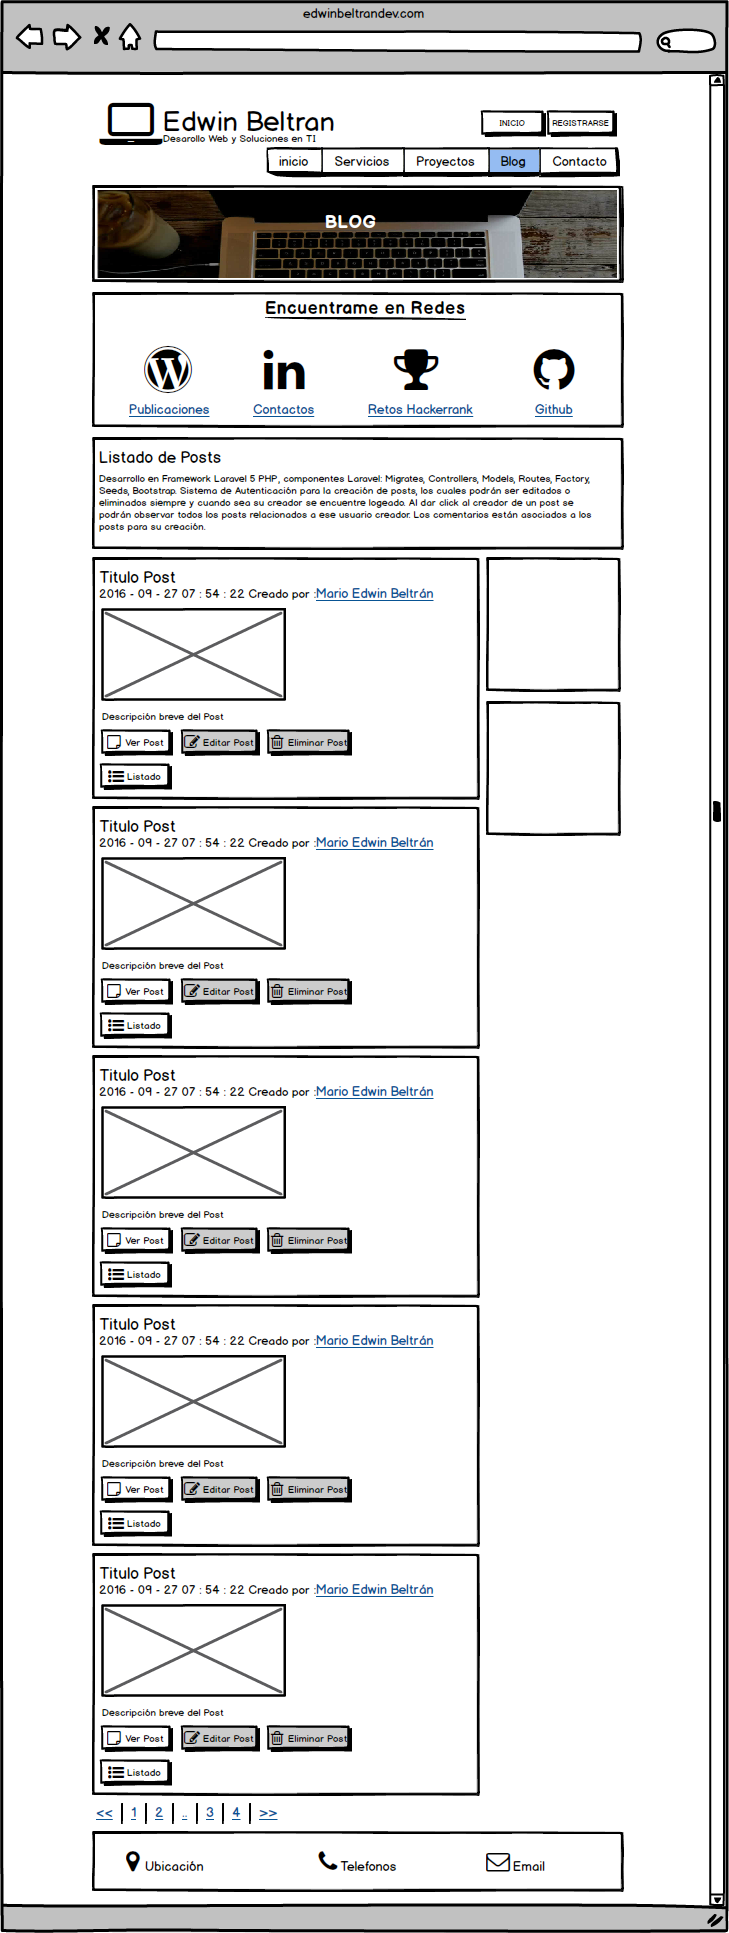 edwinbeltrandev.com
Edwin Beltran
Desarollo Web y Soluciones en TI
INICIO REGISTRARSE
inicio Servicios Proyectos Blog Contacto
BLOG
Encuentrame en Redes
Publicaciones Contactos Retos Hackerrank Github
Listado de Posts
Desarrollo en Framework Laravel 5 PHP, componentes Laravel: Migrates, Controllers, Models, Routes, Factory,
Seeds, Bootstrap. Sistema de Autenticación para la creación de posts, los cuales podrán ser editados o
eliminados siempre y cuando sea su creador se encuentre logeado. Al dar click al creador de un post se
podrán observar todos los posts relacionados a ese usuario creador. Los comentarios están asociados a los
posts para su creación.
Titulo Post
2016 - 09 - 27 07 : 54 : 22 Creado por :Mario Edwin Beltrán
Descripción breve del Post
Ver Post Editar Post Eliminar Post
Listado
Titulo Post
2016 - 09 - 27 07 : 54 : 22 Creado por :Mario Edwin Beltrán
Descripción breve del Post
Ver Post Editar Post Eliminar Post
Listado
Titulo Post
2016 - 09 - 27 07 : 54 : 22 Creado por :Mario Edwin Beltrán
Descripción breve del Post
Ver Post Editar Post Eliminar Post
Listado
Titulo Post
2016 - 09 - 27 07 : 54 : 22 Creado por :Mario Edwin Beltrán
Descripción breve del Post
Ver Post Editar Post Eliminar Post
Listado
Titulo Post
2016 - 09 - 27 07 : 54 : 22 Creado por :Mario Edwin Beltrán
Descripción breve del Post
Ver Post Editar Post Eliminar Post
Listado
<< | 1 | 2 | .. | 3 | 4 | >>
Ubicación Telefonos Email